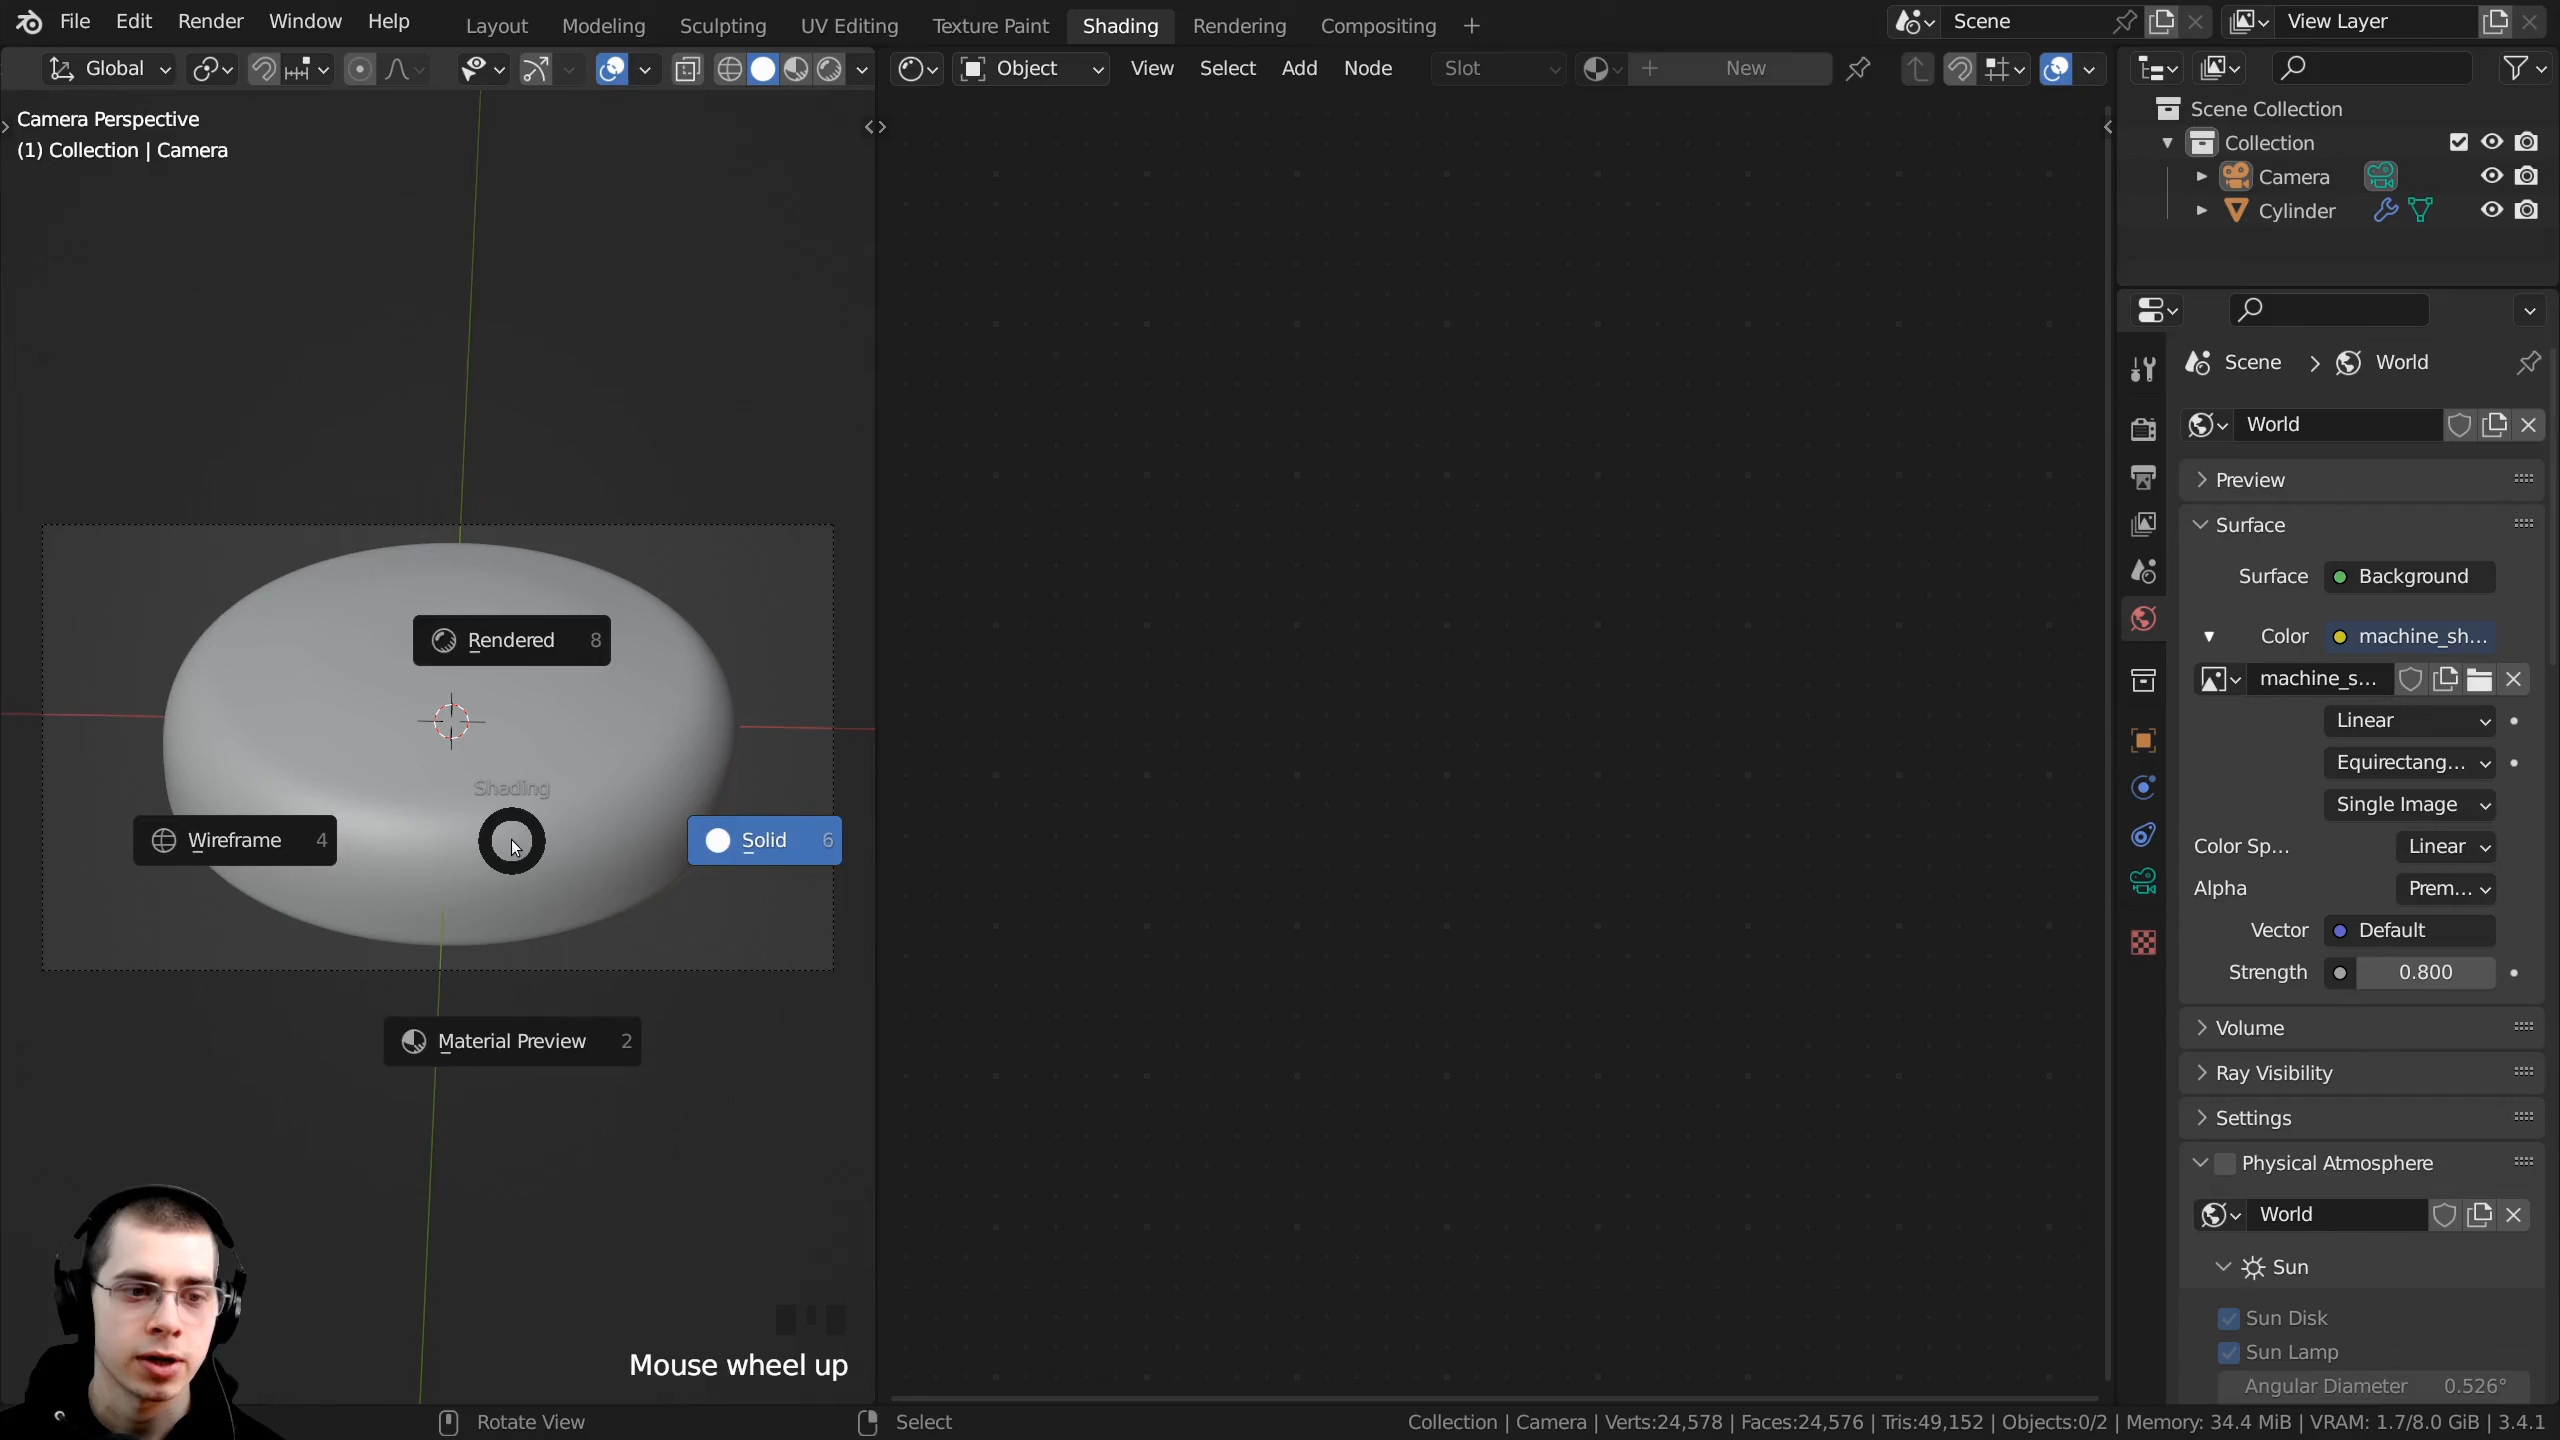 File Edit Render Window Help Layout Modeling Sculpting UV Editing Texture Paint Shading Rendering Compositing + Scene View Layer
Global Object View Select Add Node Slot New
Camera Perspective
(1) Collection | Camera
Scene Collection
Collection
Camera
Cylinder
Scene > World
World
Preview
Surface
Surface Background
Color machine_sh...
machine_s...
Linear
Equirectang...
Single Image
Color Sp... Linear
Alpha Prem...
Vector Default
Strength 0.800
Volume
Ray Visibility
Settings
Physical Atmosphere
World
Sun
Sun Disk
Sun Lamp
Angular Diameter 0.526°
Rendered 8
Shading
Wireframe 4
Solid 6
Material Preview 2
Mouse wheel up
Rotate View Select Collection | Camera | Verts:24,578 | Faces:24,576 | Tris:49,152 | Objects:0/2 | Memory: 34.4 MiB | VRAM: 1.7/8.0 GiB | 3.4.1